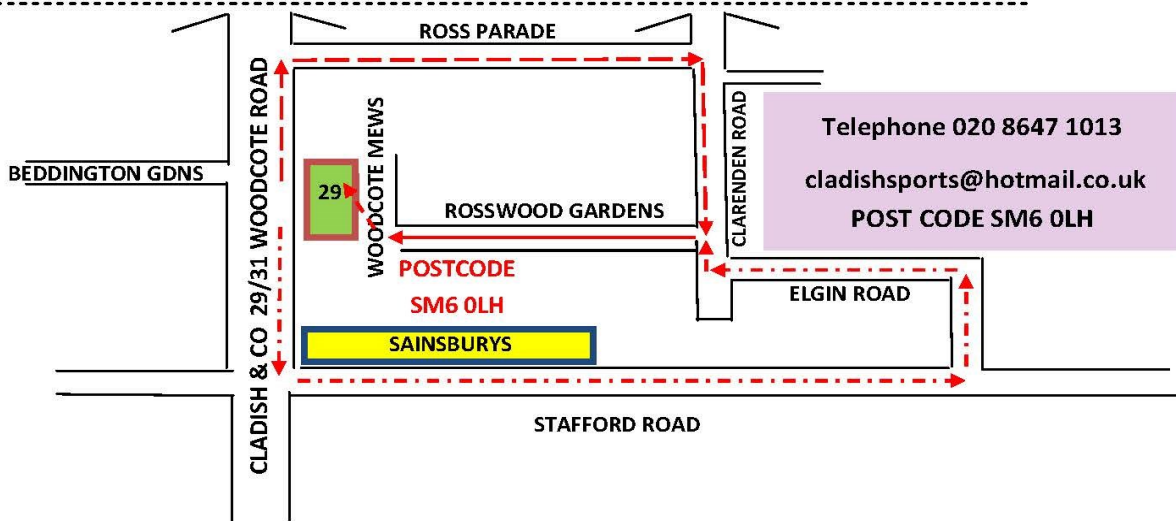 ROSS PARADE
CLADISH & CO 29/31 WOODCOTE ROAD
BEDDINGTON GDNS
29
WOODCOTE MEWS
ROSSWOOD GARDENS
CLARENDEN ROAD
Telephone 020 8647 1013
cladishsports@hotmail.co.uk
POST CODE SM6 0LH
POSTCODE
SM6 0LH
ELGIN ROAD
SAINSBURYS
STAFFORD ROAD